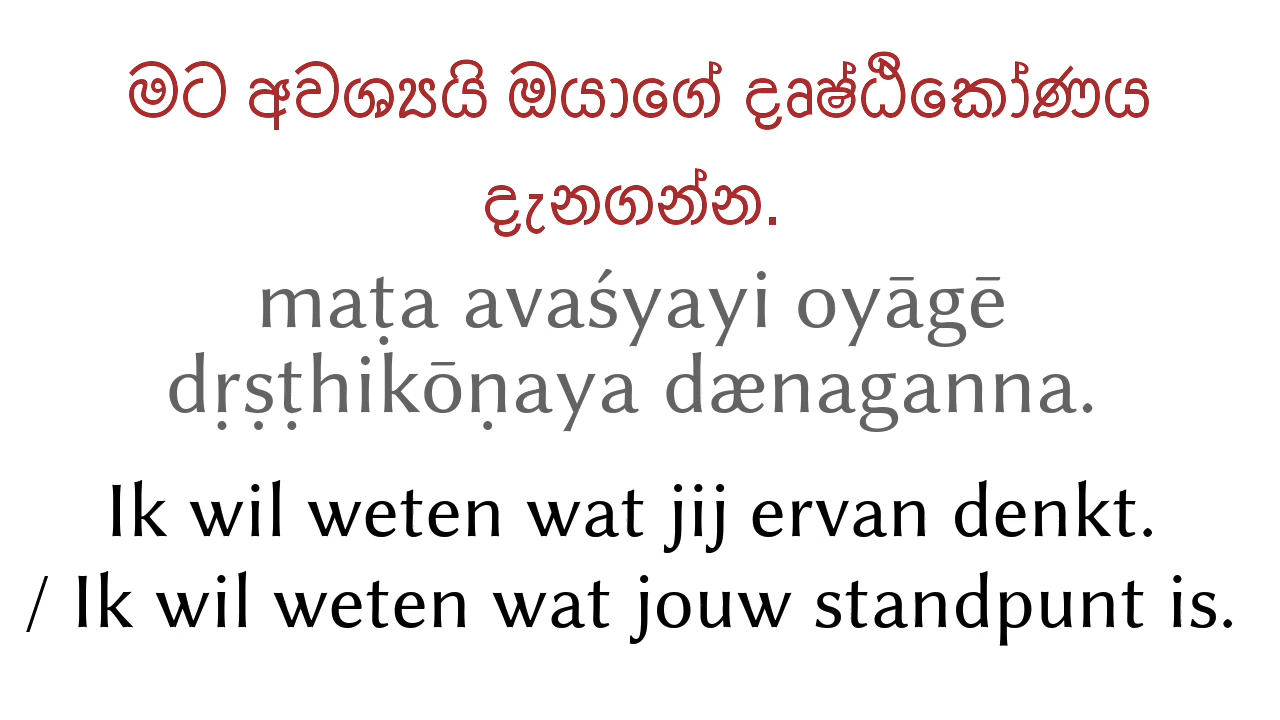 මට අවශ්‍යයි ඔයාගේ දෘෂ්ඨිකෝණය
දැනගන්න.
maṭa avaśyayi oyāgē
dṛṣṭhikōṇaya dænaganna.
Ik wil weten wat jij ervan denkt.
/ Ik wil weten wat jouw standpunt is.